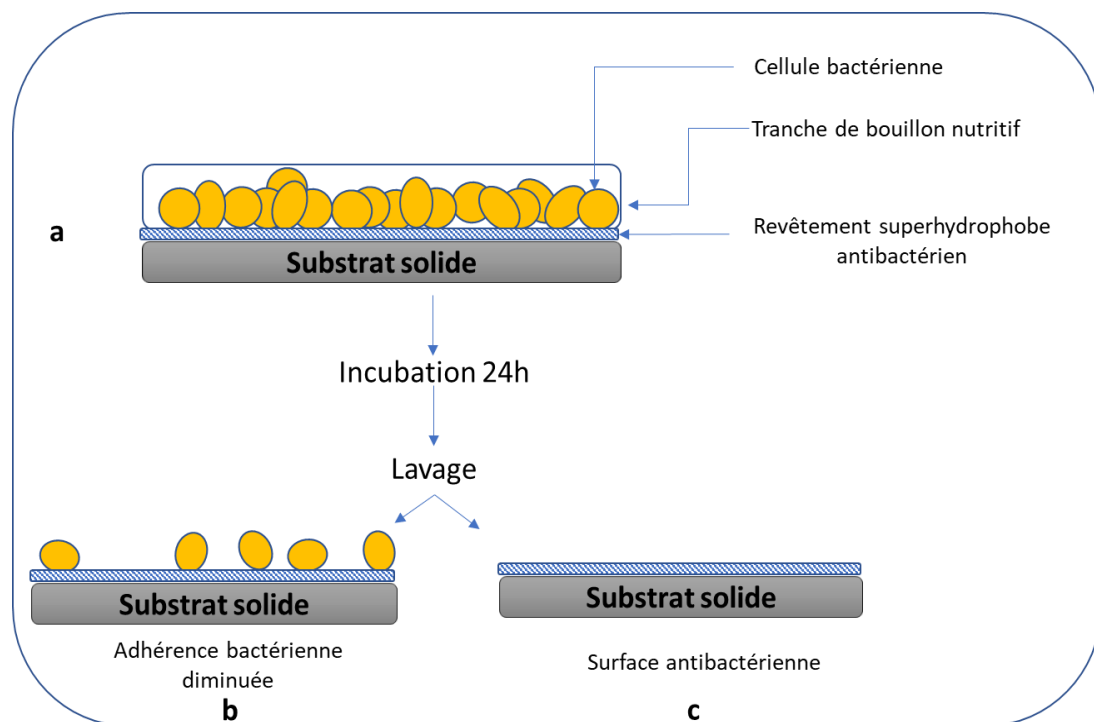 Cellule bactérienne
Tranche de bouillon nutritif
Revêtement superhydrophobe
antibactérien
a
Substrat solide
Incubation 24h
Lavage
Substrat solide
Adhérence bactérienne
diminuée
b
Substrat solide
Surface antibactérienne
c